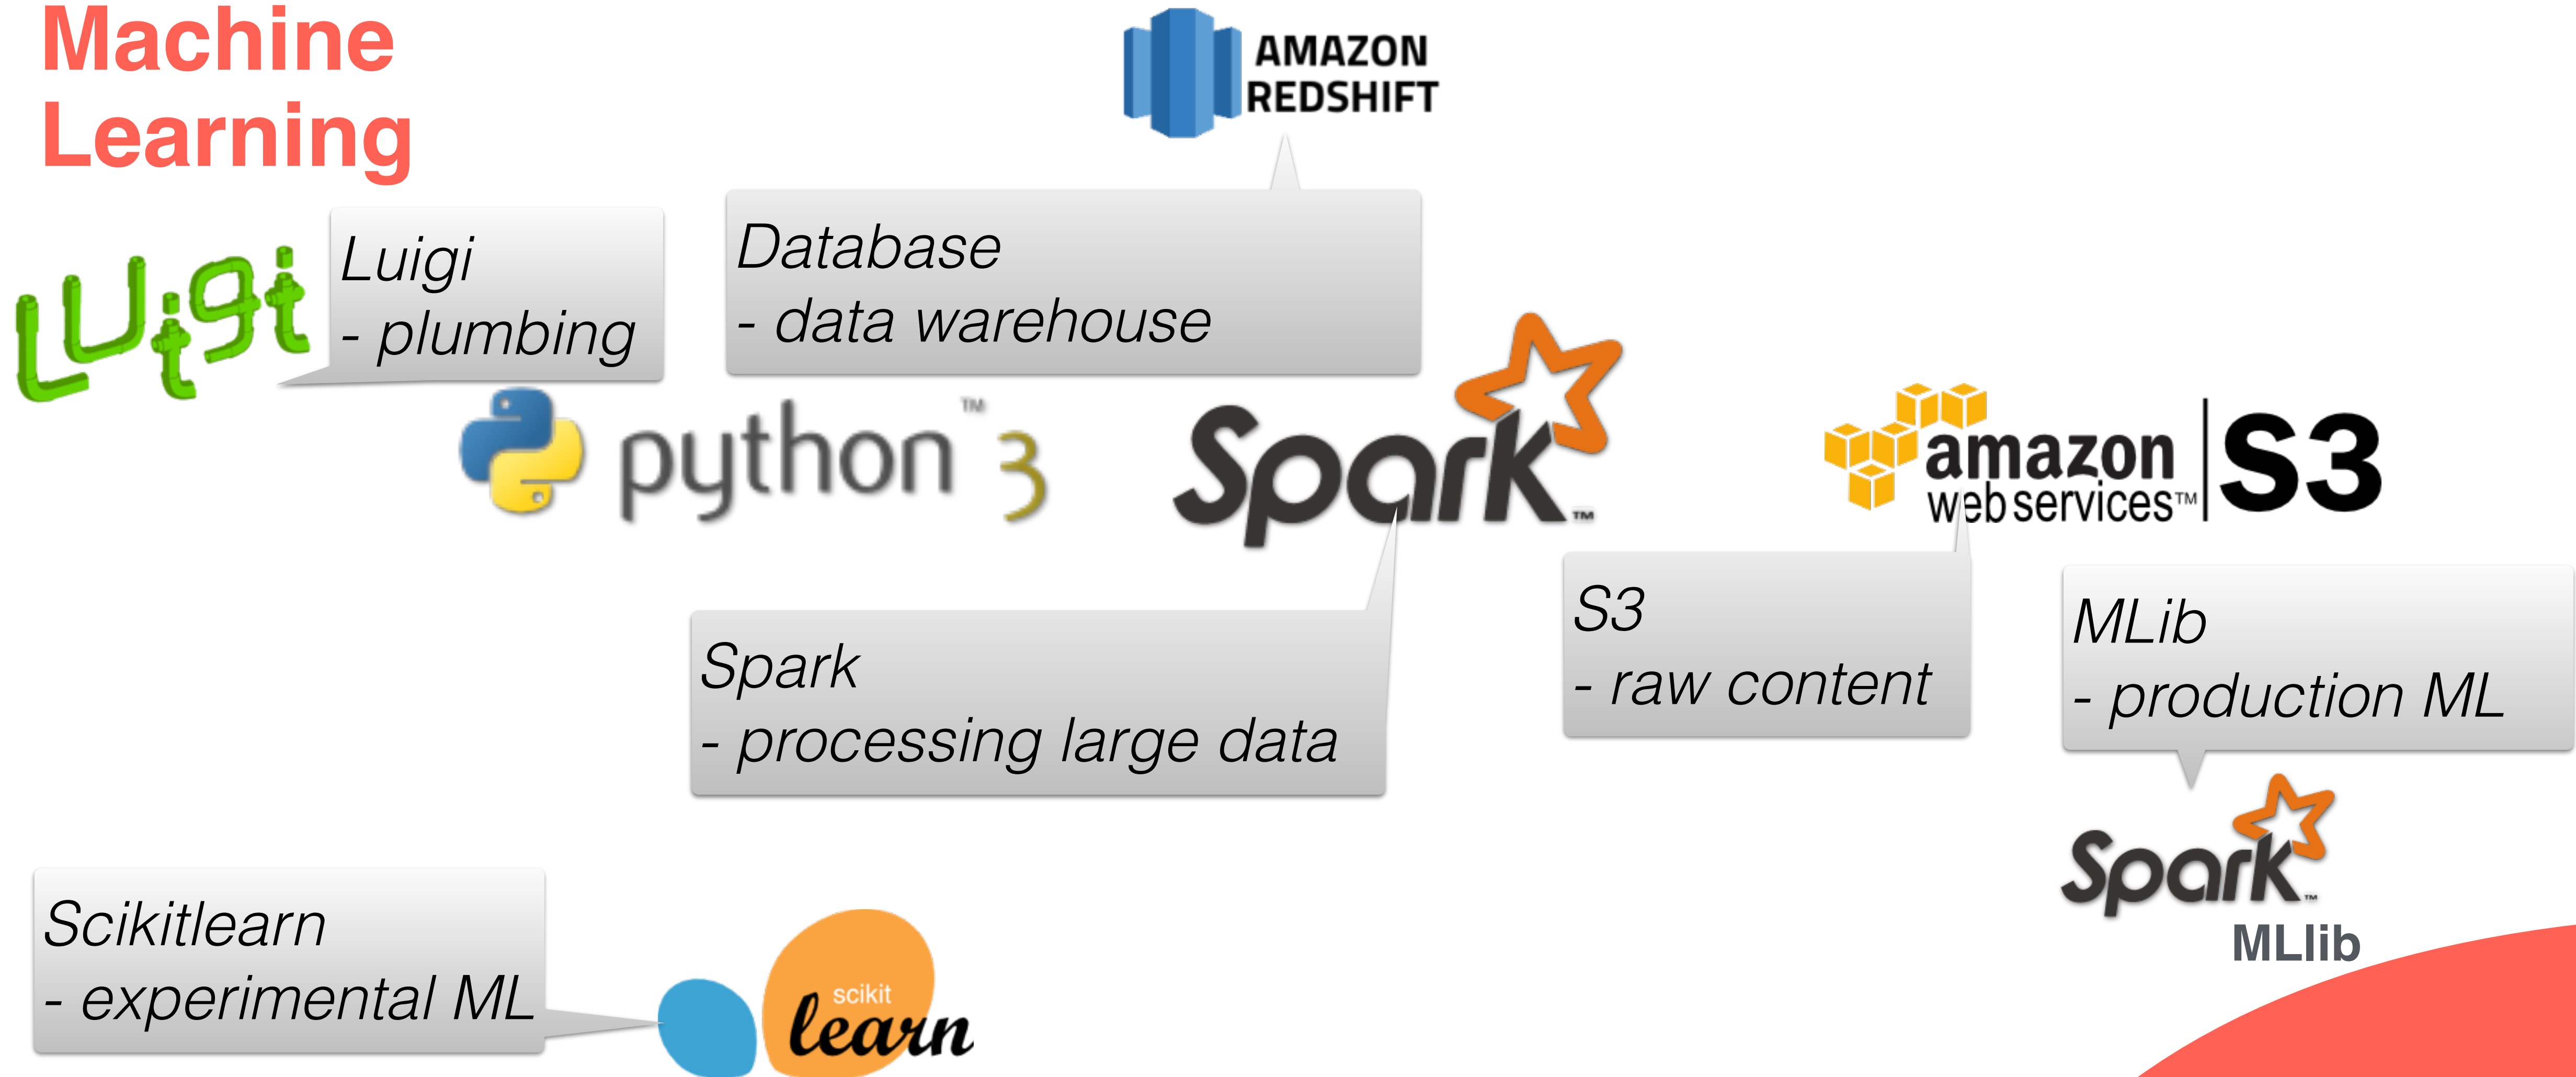 Machine
Learning
AMAZON
REDSHIFT
Luigi
Luigi
- plumbing
Database
- data warehouse
python™ 3
Spark™
amazon
web services™
S3
Spark
- processing large data
S3
- raw content
MLib
- production ML
Spark™
MLlib
Scikitlearn
- experimental ML
scikit
learn